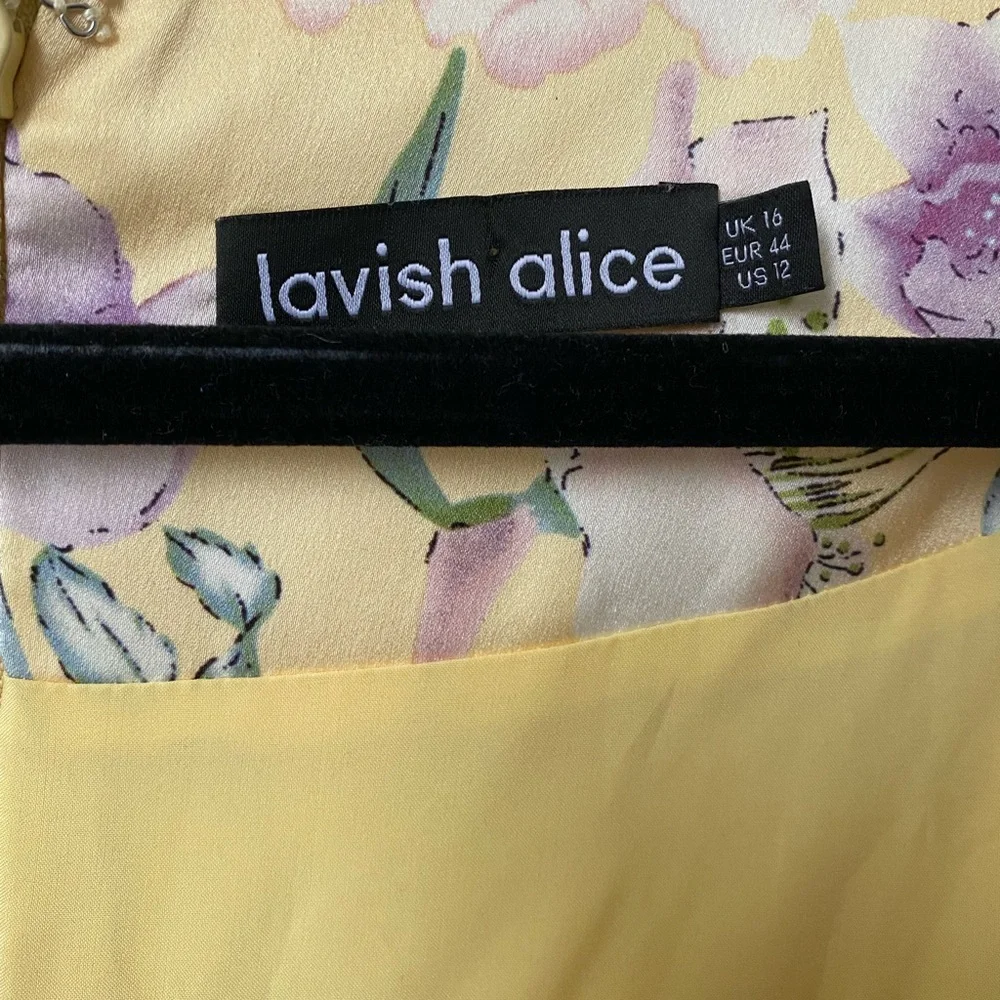 lavish alice
UK 16
EUR 44
US 12